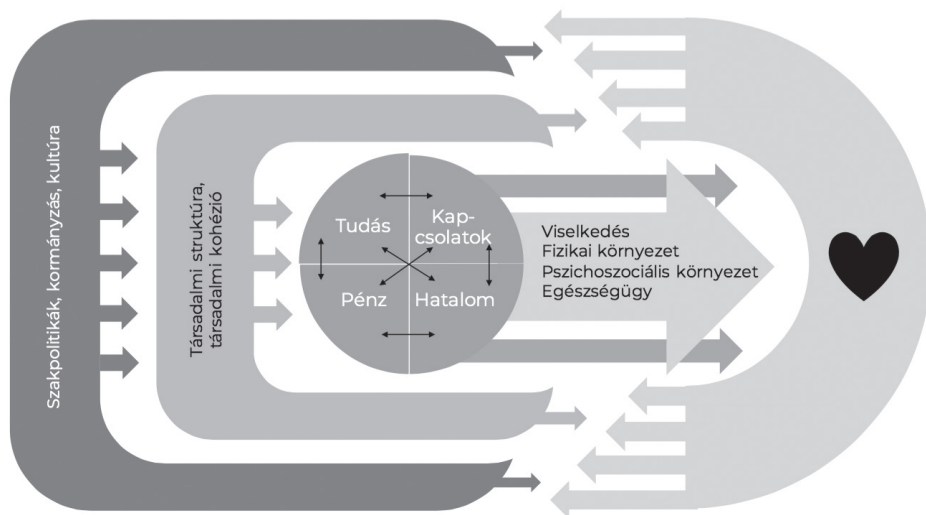 Szakpolitikák, kormányzás, kultúra
Társadalmi struktúra,
társadalmi kohézió
Tudás
Kap-
csolatok
Pénz
Hatalom
Viselkedés
Fizikai környezet
Pszichoszociális környezet
Egészségügy